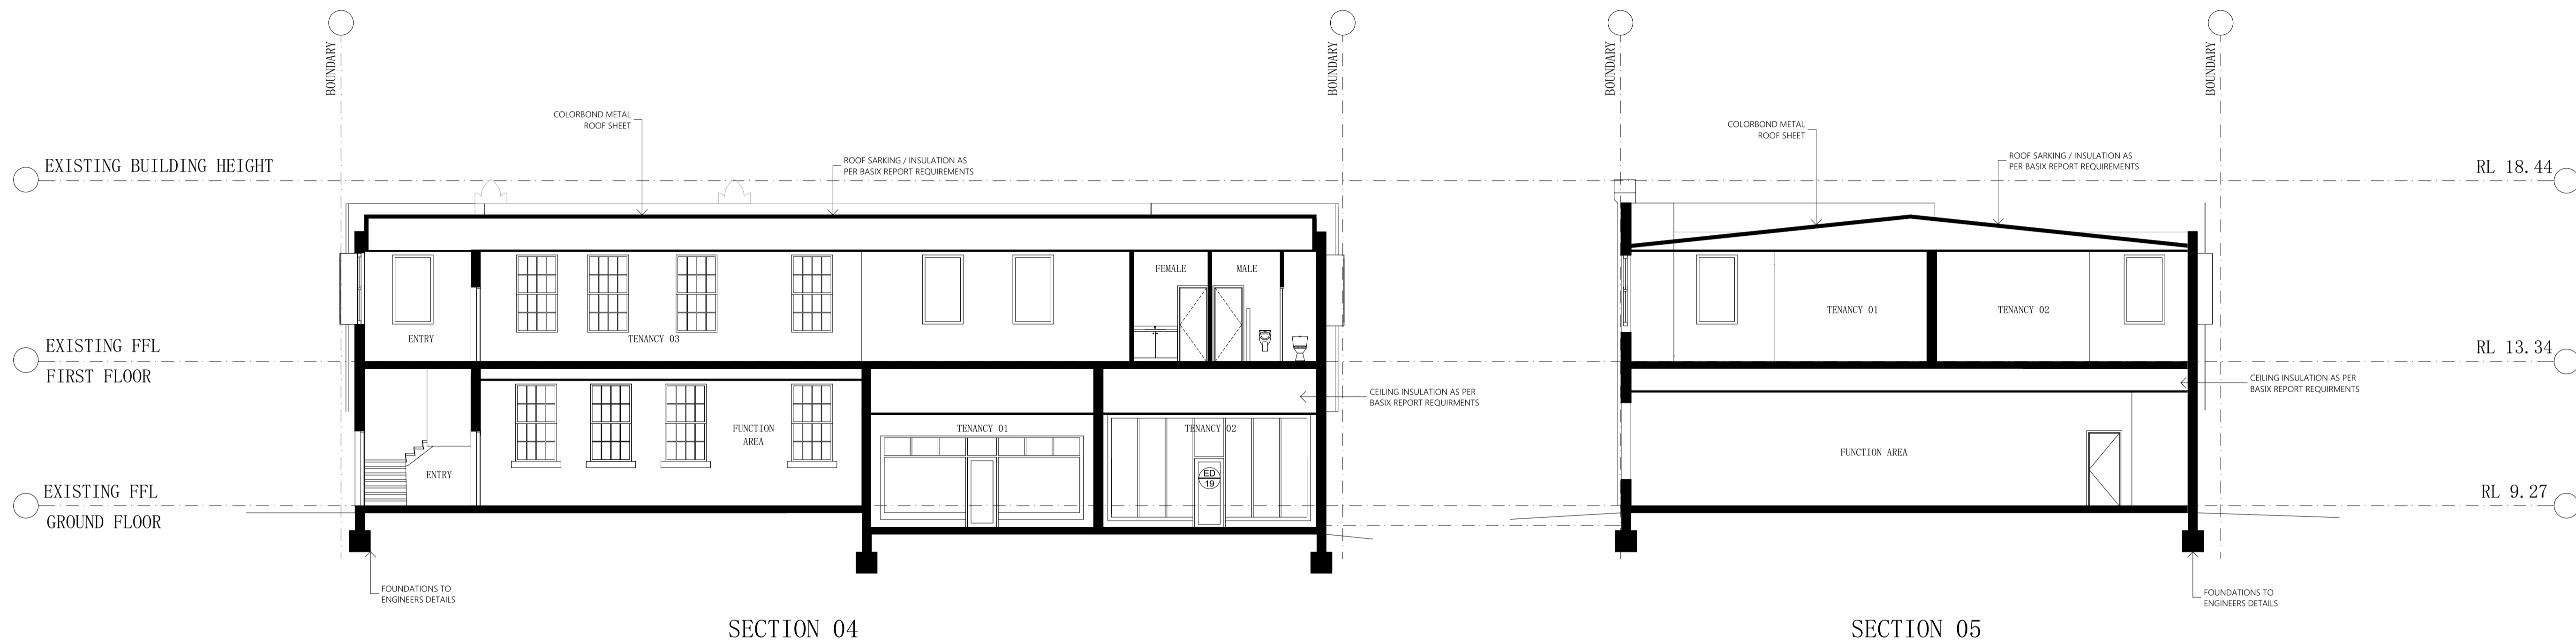 BOUNDARY
BOUNDARY
BOUNDARY
BOUNDARY
COLORBOND METAL
ROOF SHEET
ROOF SARKING / INSULATION AS
PER BASIX REPORT REQUIREMENTS
COLORBOND METAL
ROOF SHEET
ROOF SARKING / INSULATION AS
PER BASIX REPORT REQUIREMENTS
EXISTING BUILDING HEIGHT
RL 18.44
FEMALE
MALE
ENTRY
TENANCY 03
TENANCY 01
TENANCY 02
EXISTING FFL
FIRST FLOOR
RL 13.34
CEILING INSULATION AS PER
BASIX REPORT REQUIRMENTS
CEILING INSULATION AS PER
BASIX REPORT REQUIRMENTS
FUNCTION
AREA
TENANCY 01
TENANCY 02
ENTRY
ED
19
FUNCTION AREA
EXISTING FFL
GROUND FLOOR
RL 9.27
FOUNDATIONS TO
ENGINEERS DETAILS
FOUNDATIONS TO
ENGINEERS DETAILS
SECTION 04
SECTION 05